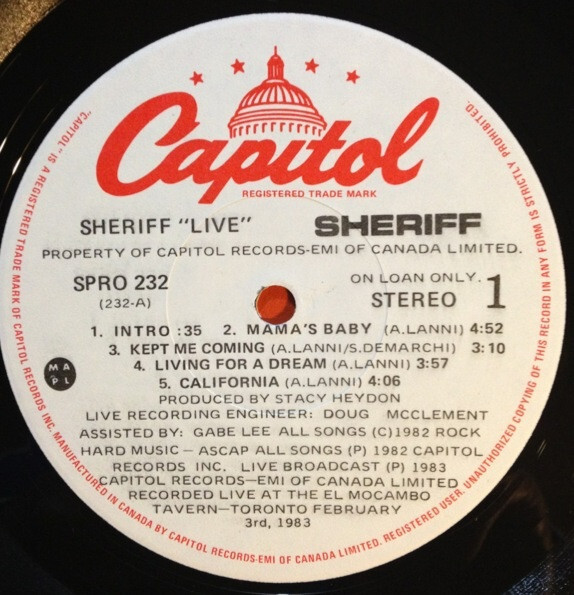 Capitol
REGISTERED TRADE MARK
SHERIFF "LIVE" SHERIFF
PROPERTY OF CAPITOL RECORDS-EMI OF CANADA LIMITED.
SPRO 232
(232-A)
ON LOAN ONLY.
STEREO 1
1. INTRO :35 2. MAMA'S BABY (A.LANNI) 4:52
3. KEPT ME COMING (A.LANNI/S.DEMARCHI) 3:10
4. LIVING FOR A DREAM (A.LANNI) 3:57
5. CALIFORNIA (A.LANNI) 4:06
PRODUCED BY STACY HEYDON
LIVE RECORDING ENGINEER: DOUG MCCLEMENT
ASSISTED BY: GABE LEE ALL SONGS (C)1982 ROCK
HARD MUSIC — ASCAP ALL SONGS (P) 1982 CAPITOL
RECORDS INC. LIVE BROADCAST (P) 1983
CAPITOL RECORDS—EMI OF CANADA LIMITED
RECORDED LIVE AT THE EL MOCAMBO
TAVERN—TORONTO FEBRUARY
3rd, 1983
MA
PL
"CAPITOL" IS A REGISTERED TRADE MARK OF CAPITOL RECORDS INC. MANUFACTURED IN CANADA BY CAPITOL RECORDS-EMI OF CANADA LIMITED. REGISTERED USER. UNAUTHORIZED COPYING OF THIS RECORD IN ANY FORM IS STRICTLY PROHIBITED.